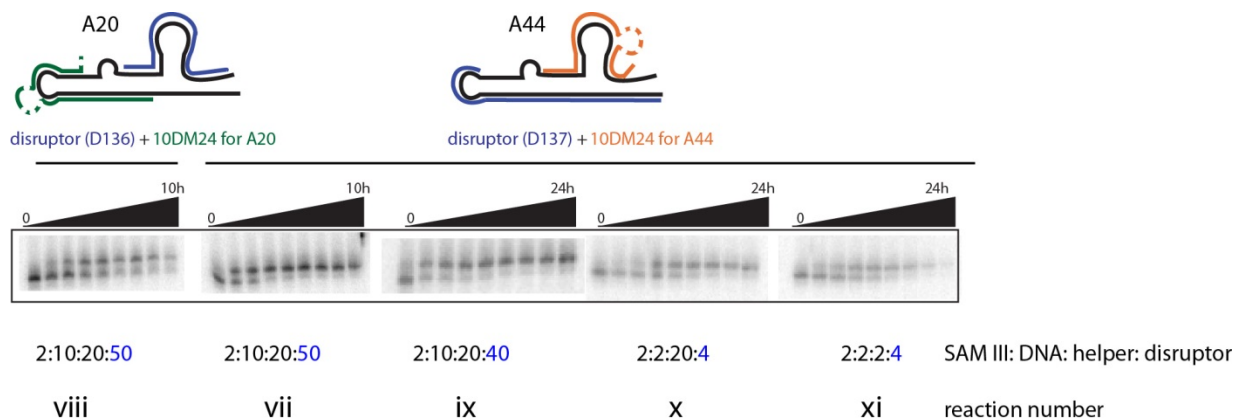 A20 A44
disruptor (D136) + 10DM24 for A20 disruptor (D137) + 10DM24 for A44
0 10h 0 10h 0 24h 0 24h 0 24h
2:10:20:50 2:10:20:50 2:10:20:40 2:2:20:4 2:2:2:4 SAM III: DNA: helper: disruptor
viii vii ix x xi reaction number